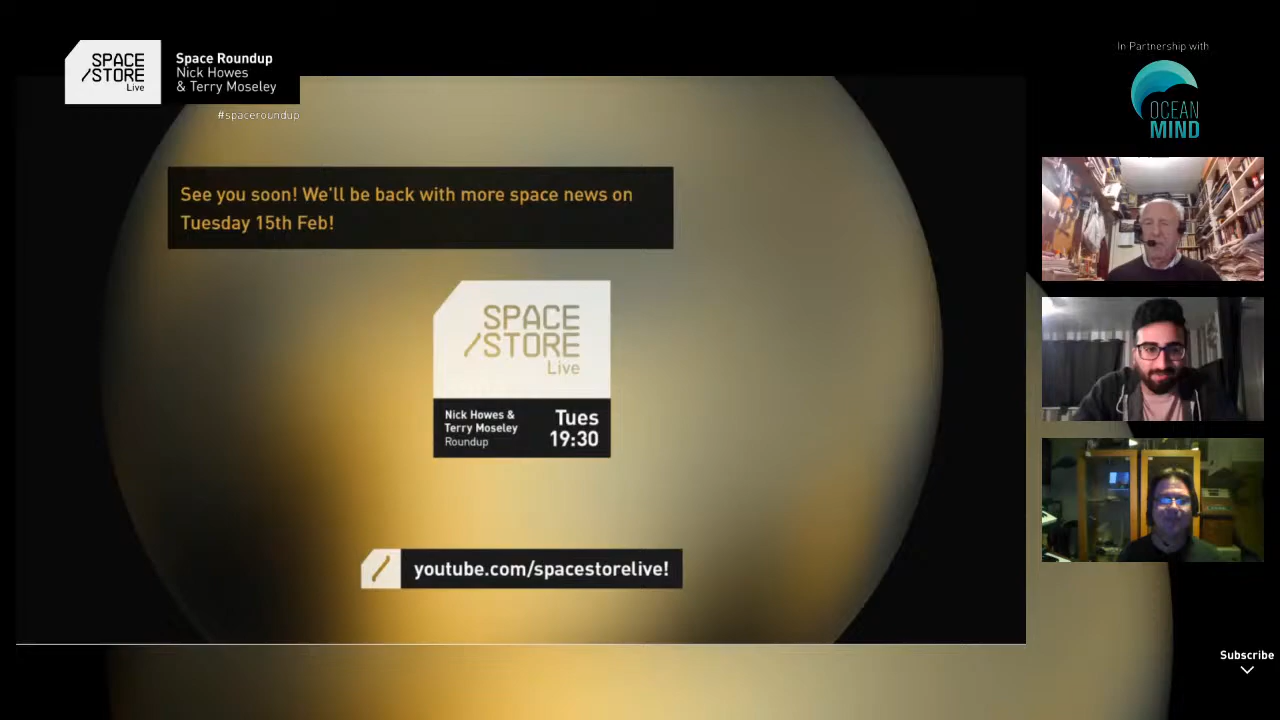 SPACE
/STORE
Live
Space Roundup
Nick Howes
& Terry Moseley
#spaceroundup
In Partnership with
OCEAN
MIND
See you soon! We'll be back with more space news on
Tuesday 15th Feb!
SPACE
/STORE
Live
Nick Howes &
Terry Moseley
Roundup
Tues
19:30
youtube.com/spacestorelive!
Subscribe